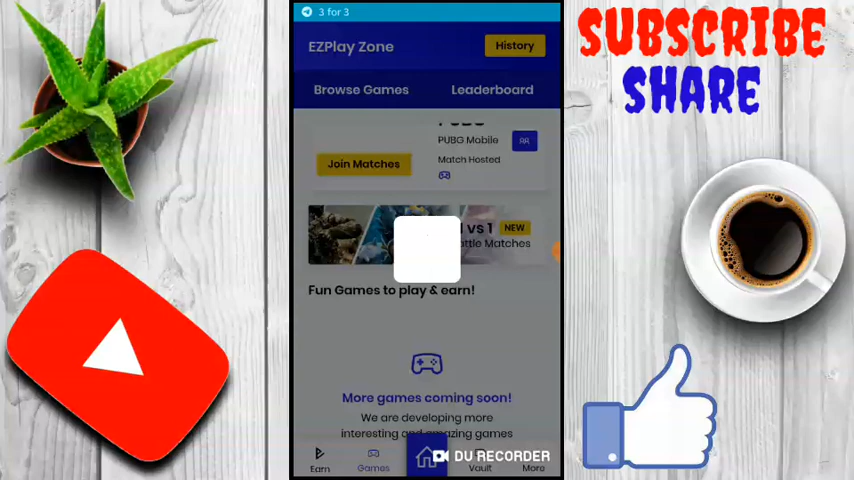 3 for 3
EZPlay Zone
History
Browse Games
Leaderboard
PUBG Mobile
Join Matches
Match Hosted
vs 1
NEW
ttle Matches
Fun Games to play & earn!
More games coming soon!
We are developing more
interesting and amazing games
DU RECORDER
Earn
Games
Vault
More
SUBSCRIBE
SHARE